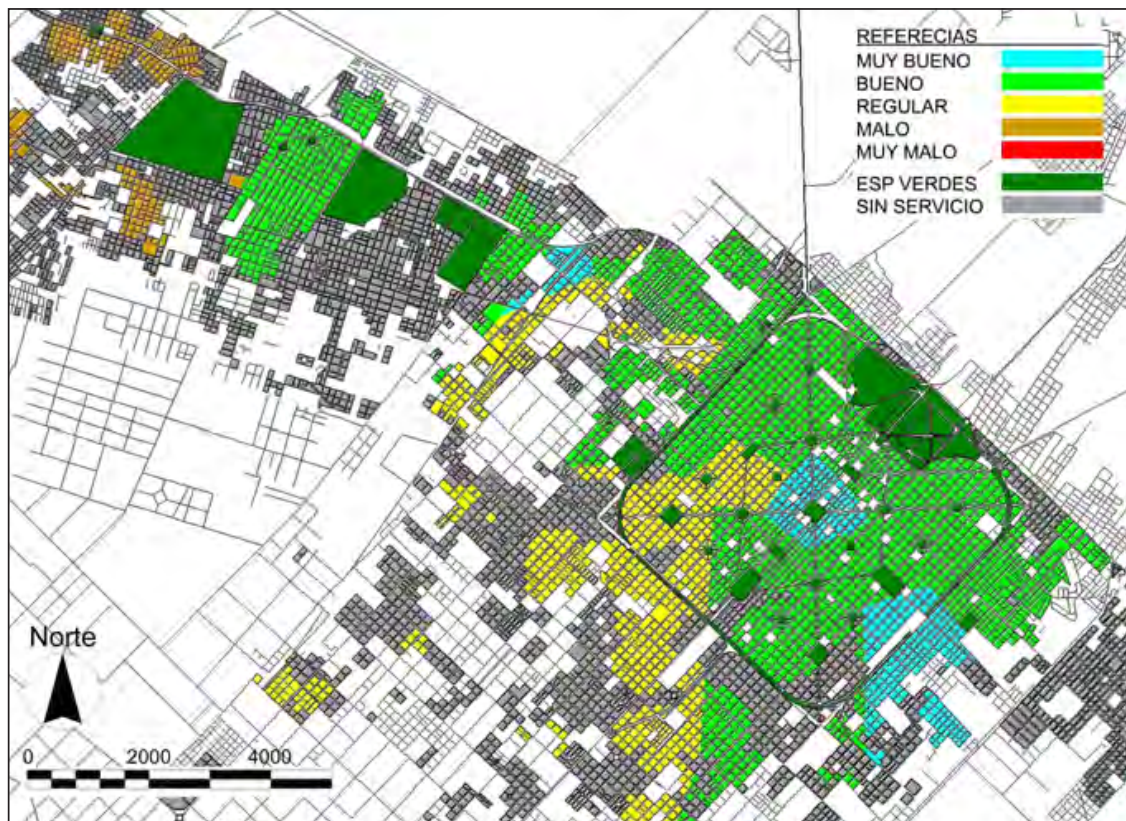 REFERECIAS
MUY BUENO
BUENO
REGULAR
MALO
MUY MALO
ESP VERDES
SIN SERVICIO
Norte
0 2000 4000